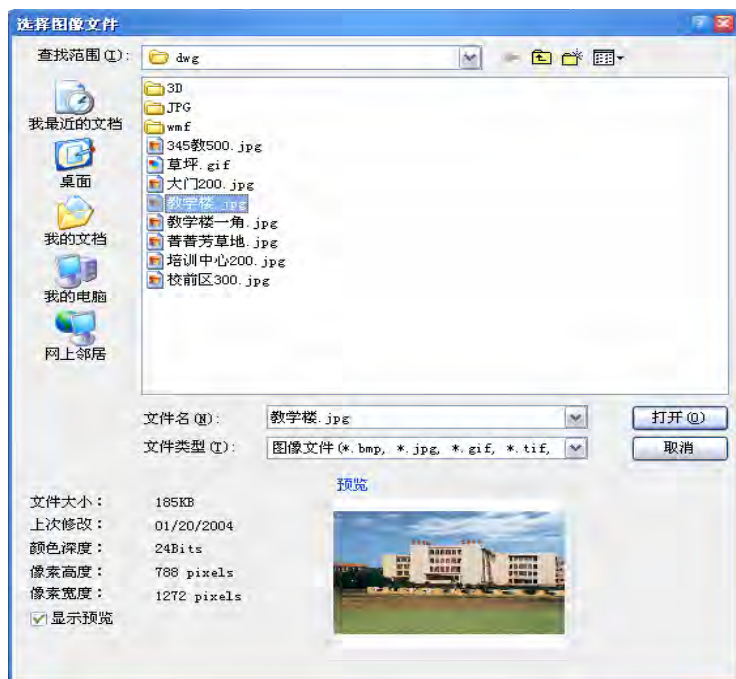 选择图像文件
查找范围(I): dwg
我最近的文档
桌面
我的文档
我的电脑
网上邻居
3D
JPG
wmf
345教500.jpg
草坪.gif
大门200.jpg
教学楼.jpg
教学楼一角.jpg
菁菁芳草地.jpg
培训中心200.jpg
校前区300.jpg
文件名(N): 教学楼.jpg 打开(O)
文件类型(T): 图像文件(*.bmp, *.jpg, *.gif, *.tif, 取消
预览
文件大小: 185KB
上次修改: 01/20/2004
颜色深度: 24Bits
像素高度: 788 pixels
像素宽度: 1272 pixels
显示预览